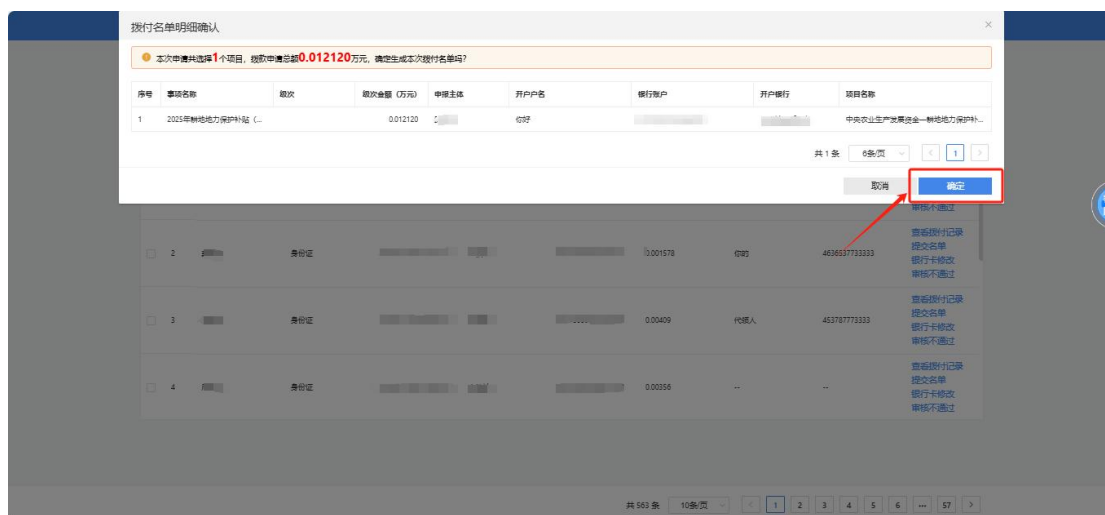 拨付名单明细确认
本次申请共选择1个项目，拨款申请总额0.012120万元，确定生成本次拨付名单吗？
序号 事项名称 级次 级次金额（万元） 申报主体 开户户名 银行账户 开户银行 项目名称
1 2025年耕地地力保护补贴（... 0.012120 你好 中央农业生产发展资金—耕地地力保护补...
共 1 条 6条/页 1
取消 确定
审核不通过
查看拨付记录
提交名单
2 身份证 0.001578 你的 4636537733333
银行卡修改
审核不通过
查看拨付记录
提交名单
3 身份证 0.00409 代领人 453787773333
银行卡修改
审核不通过
查看拨付记录
提交名单
4 身份证 0.00356 -- --
银行卡修改
审核不通过
共 563 条 10条/页 1 2 3 4 5 6 ... 57